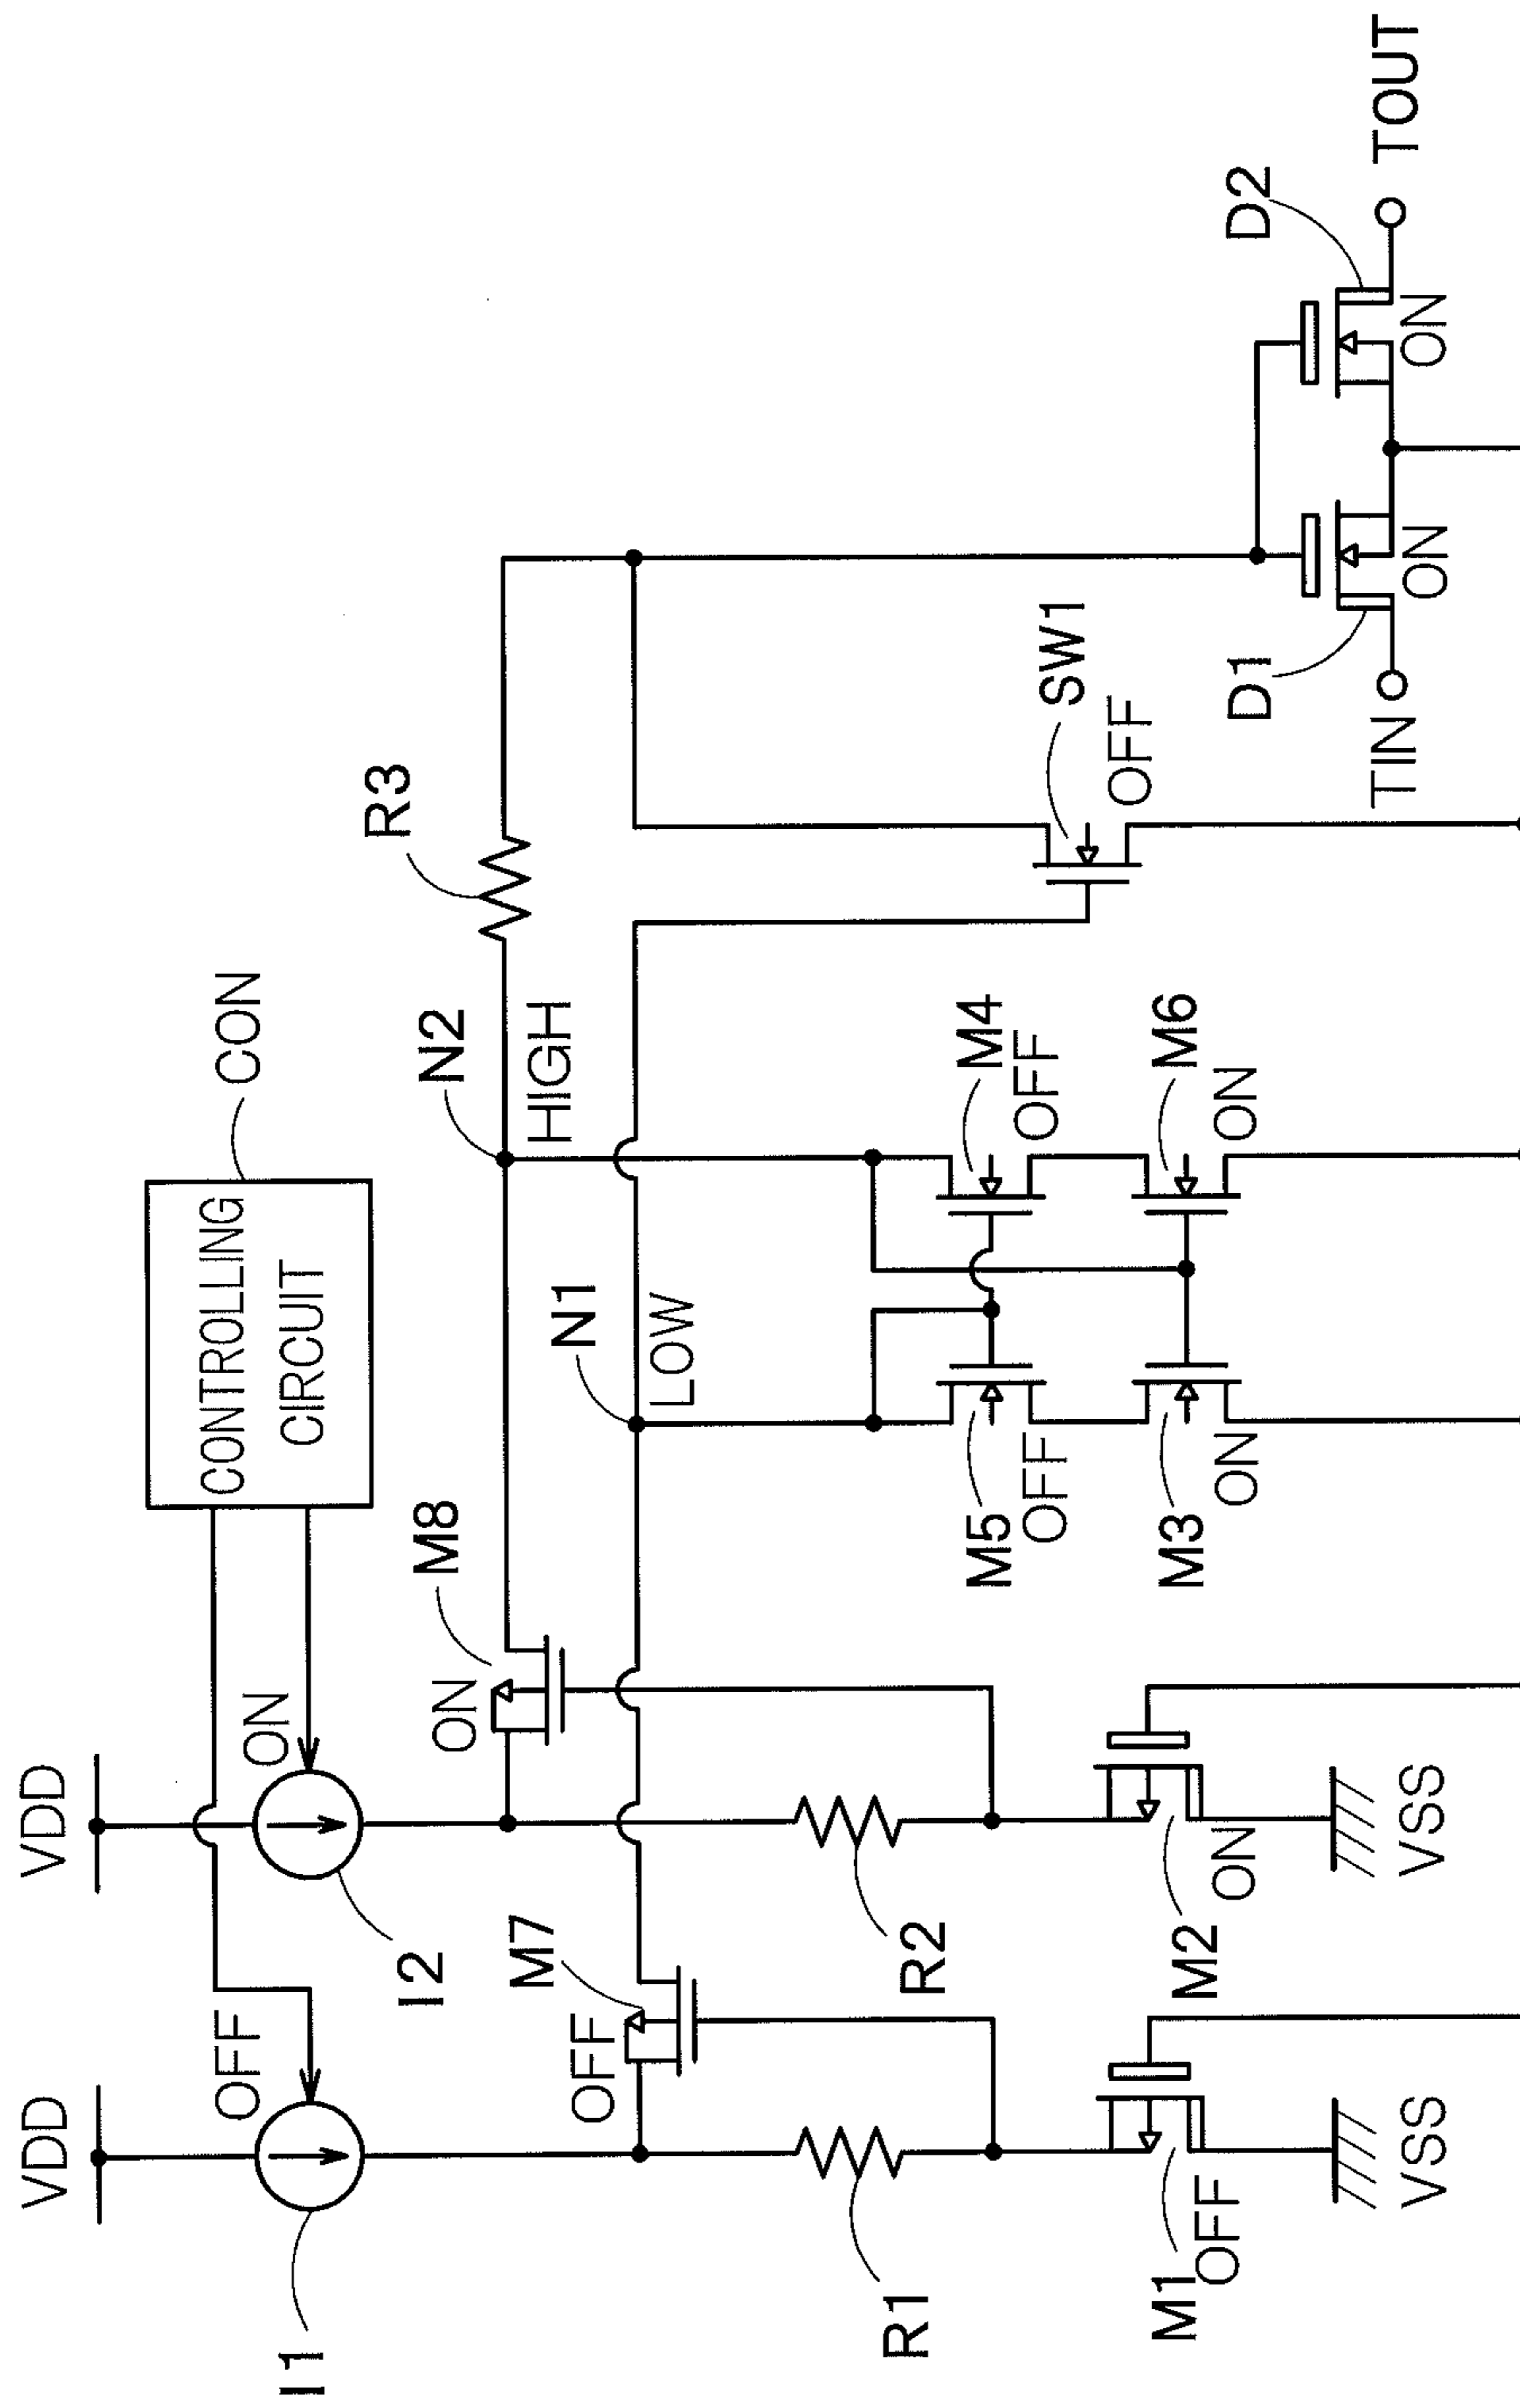 VDD
VDD
CONTROLLING
CIRCUIT
CON
OFF
ON
I1
I2
M8
ON
N2
HIGH
R3
M7
OFF
N1
LOW
R1
R2
M5
OFF
M4
OFF
SW1
OFF
M1
OFF
M2
ON
M3
ON
M6
ON
D1
D2
VSS
VSS
TIN
ON
ON
TOUT